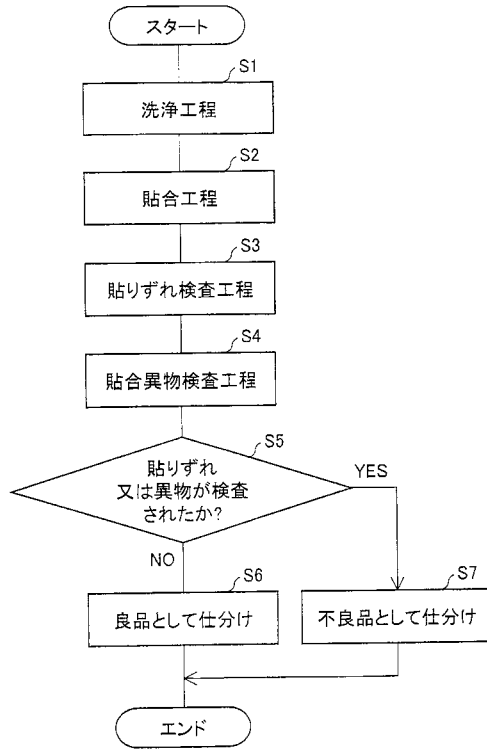 スタート
S1
洗浄工程
S2
貼合工程
S3
貼りずれ検査工程
S4
貼合異物検査工程
S5
貼りずれ
又は異物が検査
されたか?
YES
NO
S6
良品として仕分け
S7
不良品として仕分け
エンド